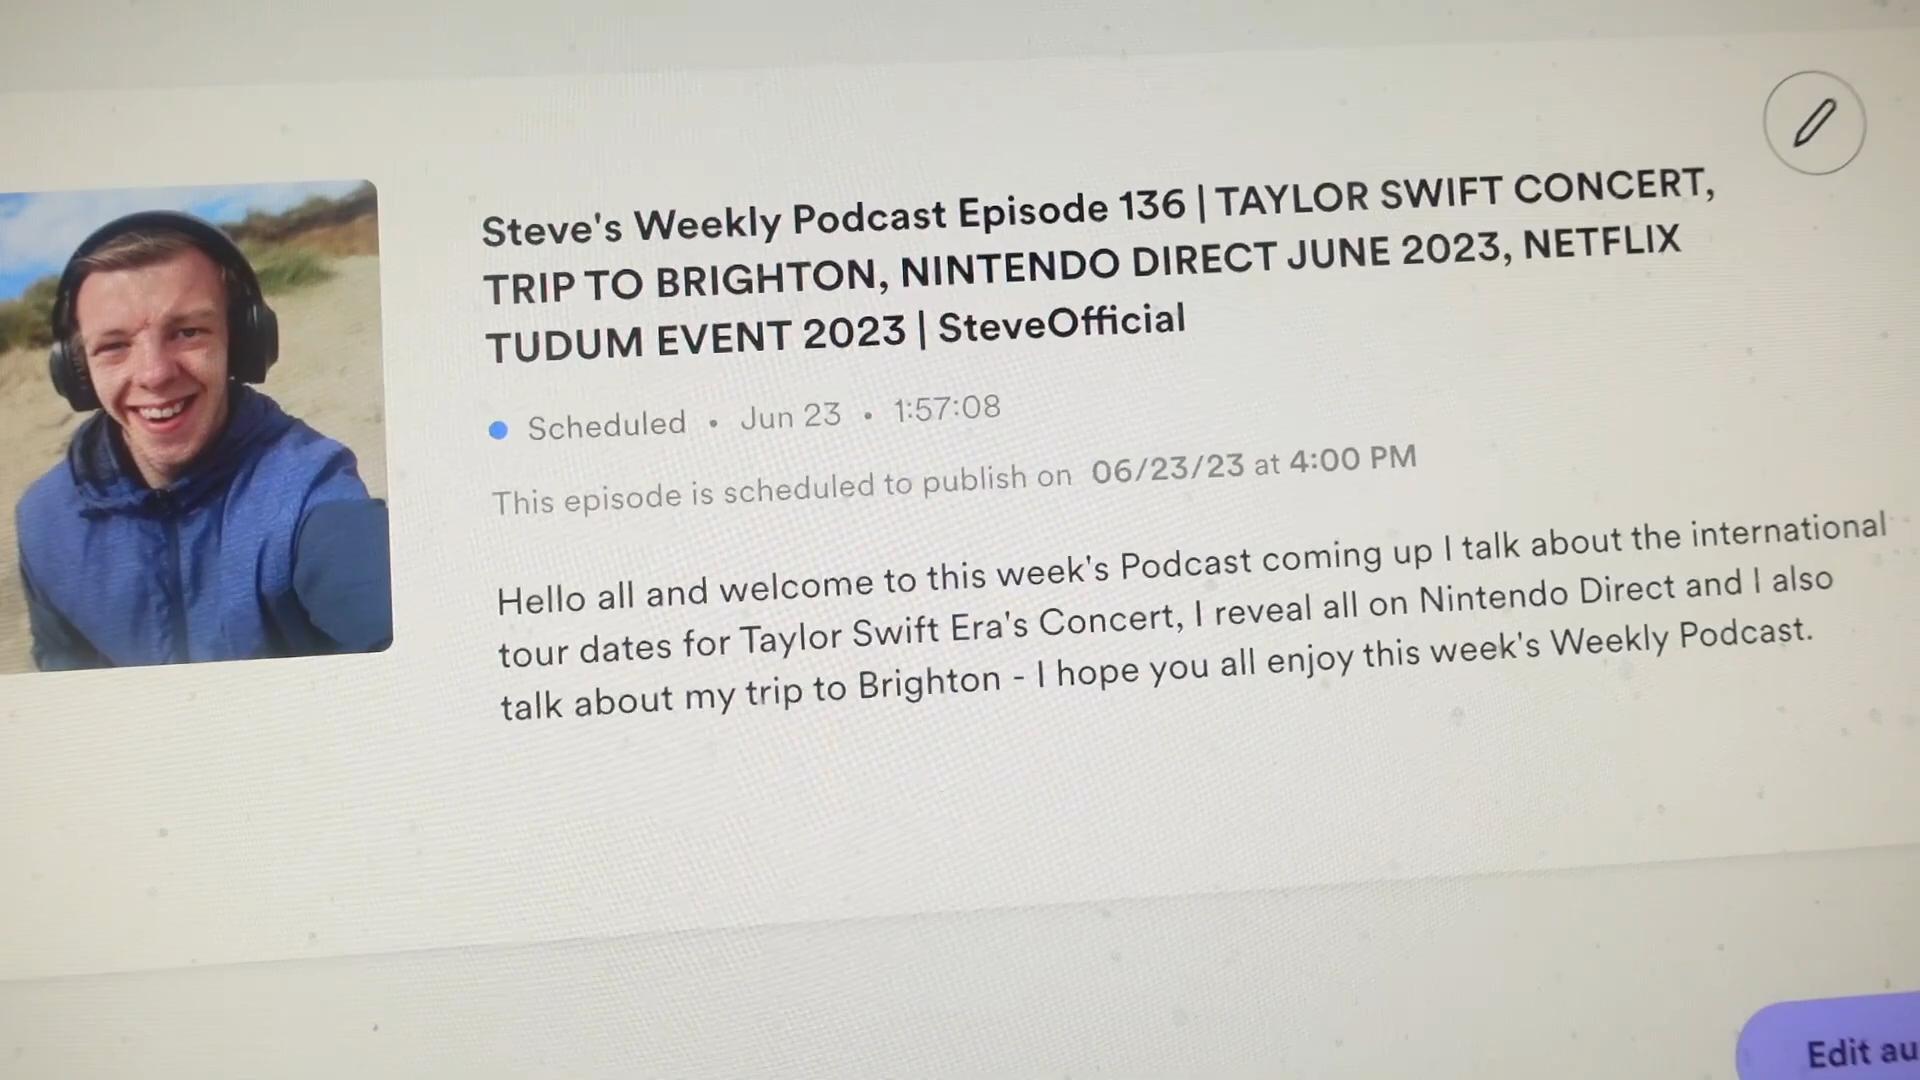 Steve's Weekly Podcast Episode 136 | TAYLOR SWIFT CONCERT,
TRIP TO BRIGHTON, NINTENDO DIRECT JUNE 2023, NETFLIX
TUDUM EVENT 2023 | SteveOfficial
Scheduled • Jun 23 • 1:57:08
This episode is scheduled to publish on 06/23/23 at 4:00 PM
Hello all and welcome to this week's Podcast coming up I talk about the international
tour dates for Taylor Swift Era's Concert, I reveal all on Nintendo Direct and I also
talk about my trip to Brighton - I hope you all enjoy this week's Weekly Podcast.
Edit au